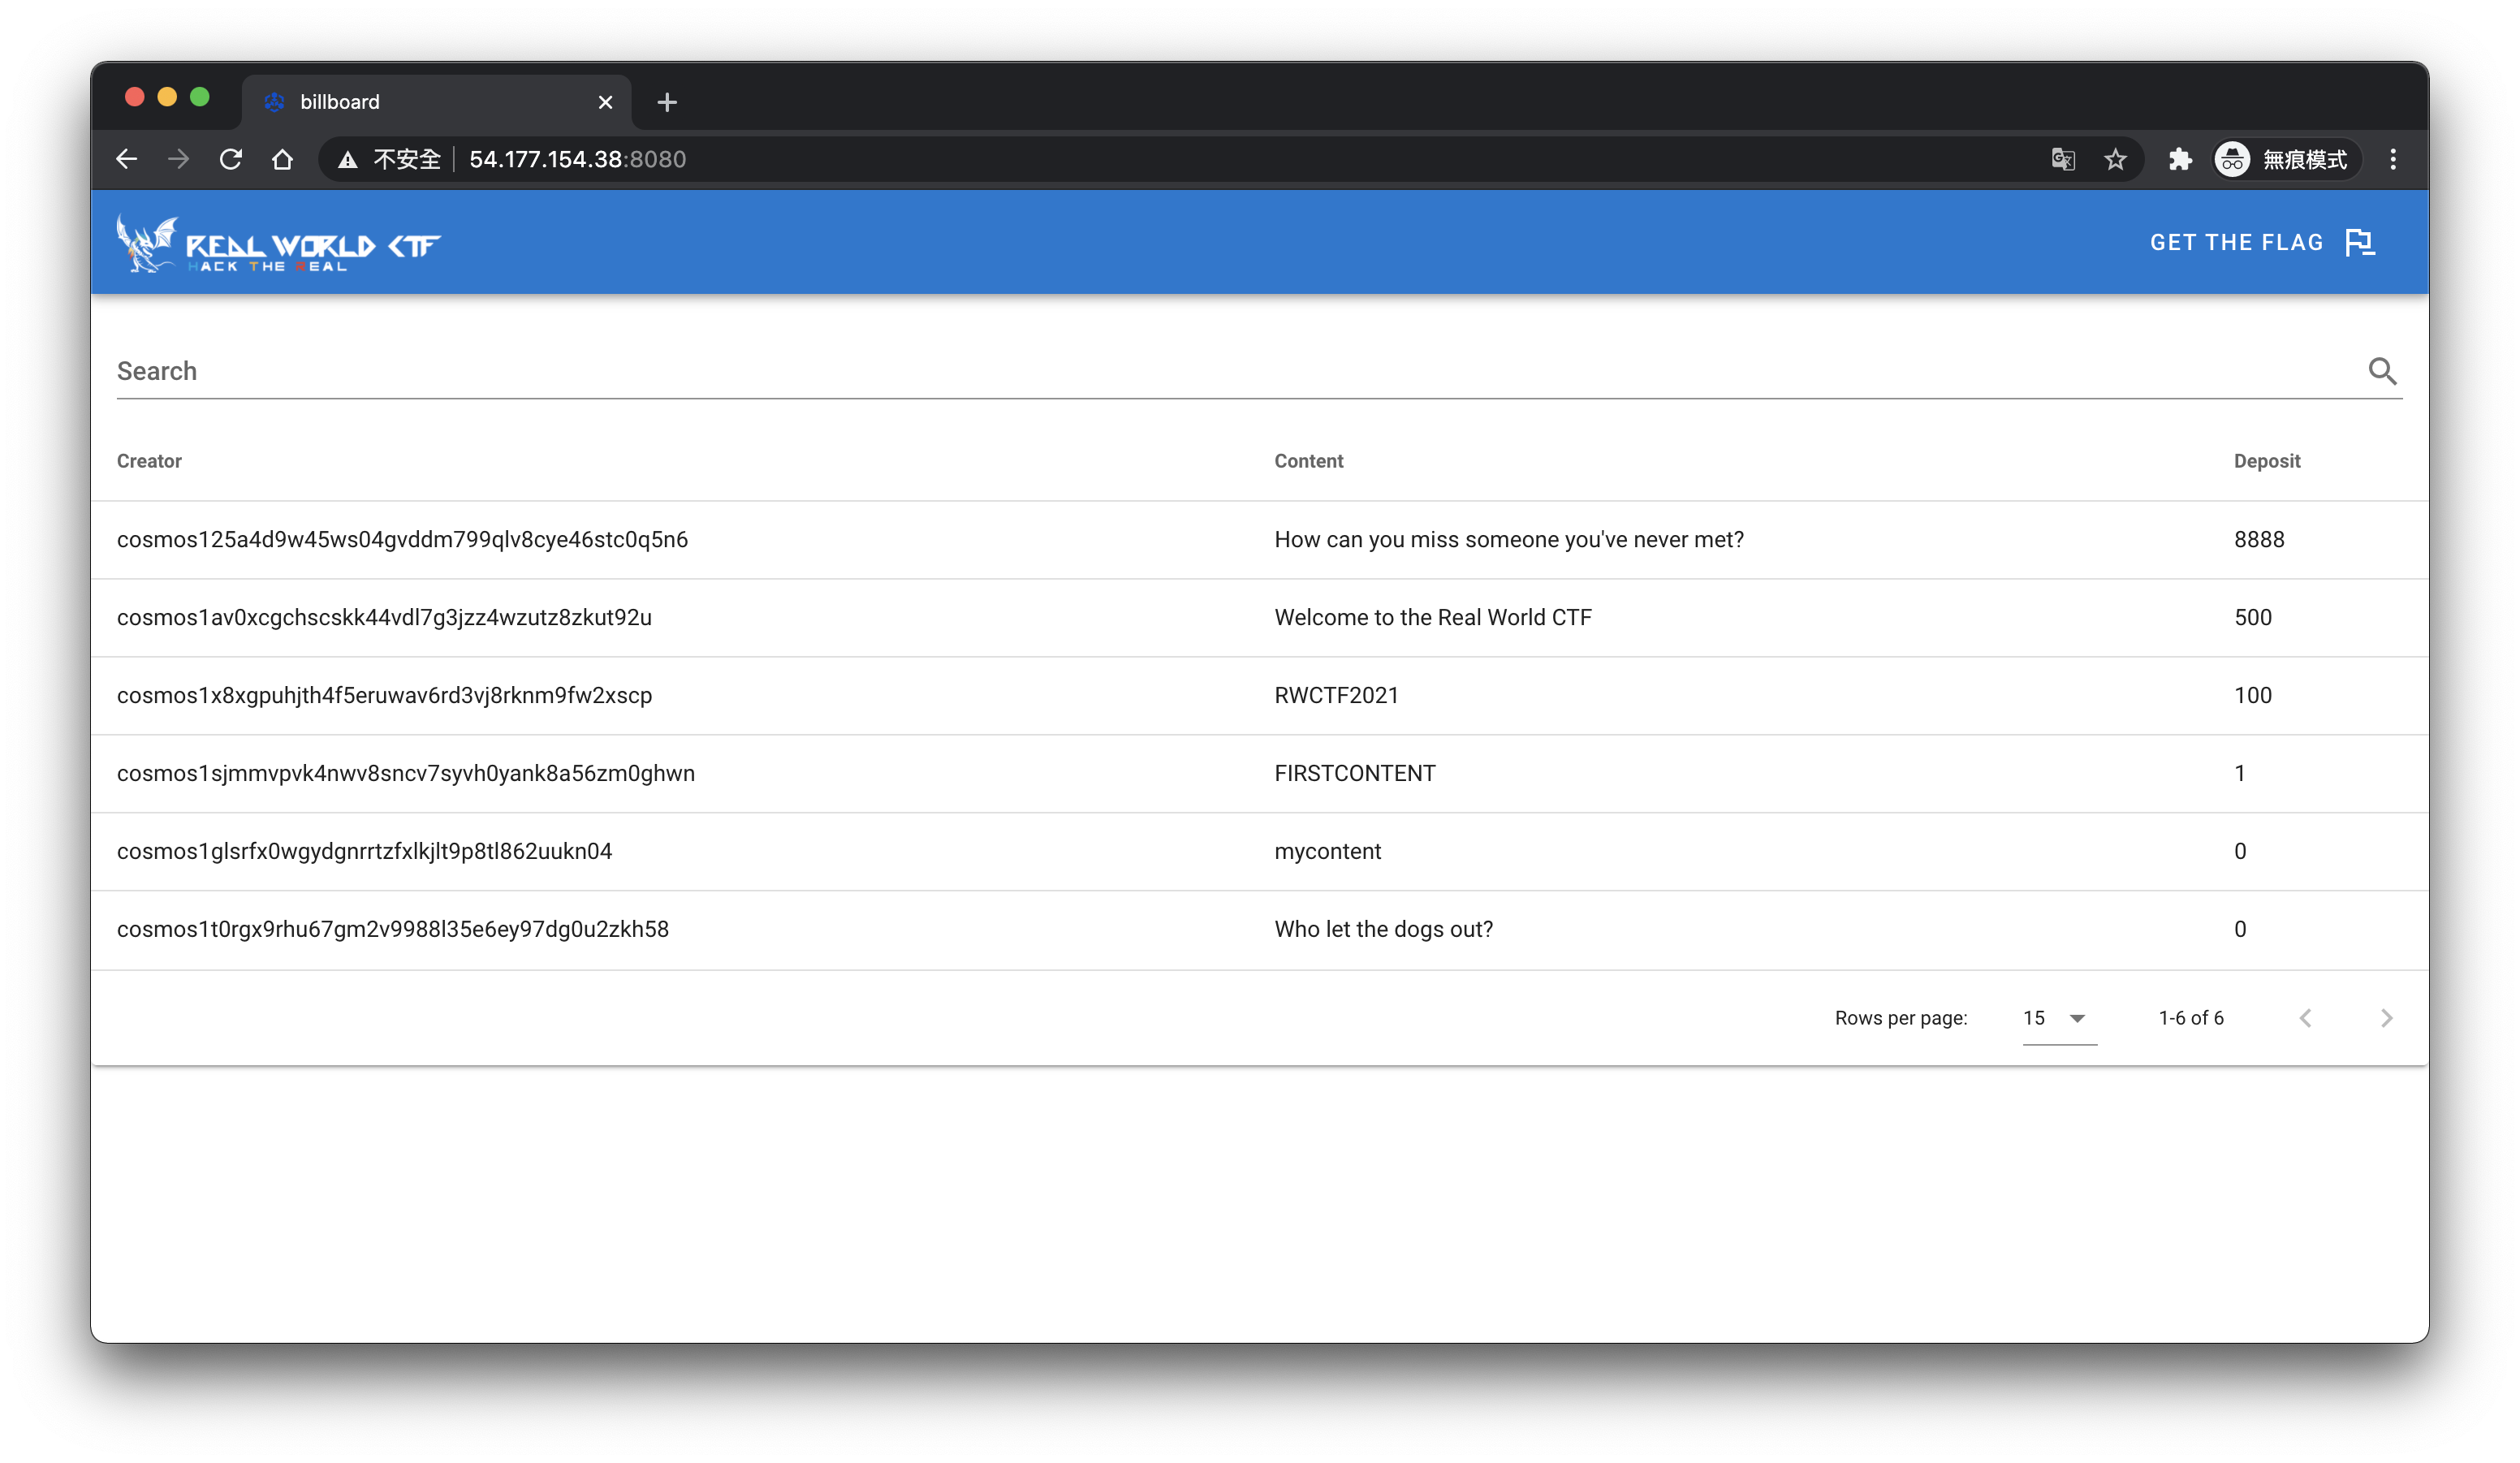 billboard
不安全 54.177.154.38:8080 無痕模式
REAL WORLD CTF
HACK THE REAL
GET THE FLAG
Search
Creator Content Deposit
cosmos125a4d9w45ws04gvddm799qlv8cye46stc0q5n6 How can you miss someone you've never met? 8888
cosmos1av0xcgchscskk44vdl7g3jzz4wzutz8zkut92u Welcome to the Real World CTF 500
cosmos1x8xgpuhjth4f5eruwav6rd3vj8rknm9fw2xscp RWCTF2021 100
cosmos1sjmmvpvk4nwv8sncv7syvh0yank8a56zm0ghwn FIRSTCONTENT 1
cosmos1glsrfx0wgydgnrrtzfxlkjlt9p8tl862uukn04 mycontent 0
cosmos1t0rgx9rhu67gm2v9988l35e6ey97dg0u2zkh58 Who let the dogs out? 0
Rows per page: 15 1-6 of 6